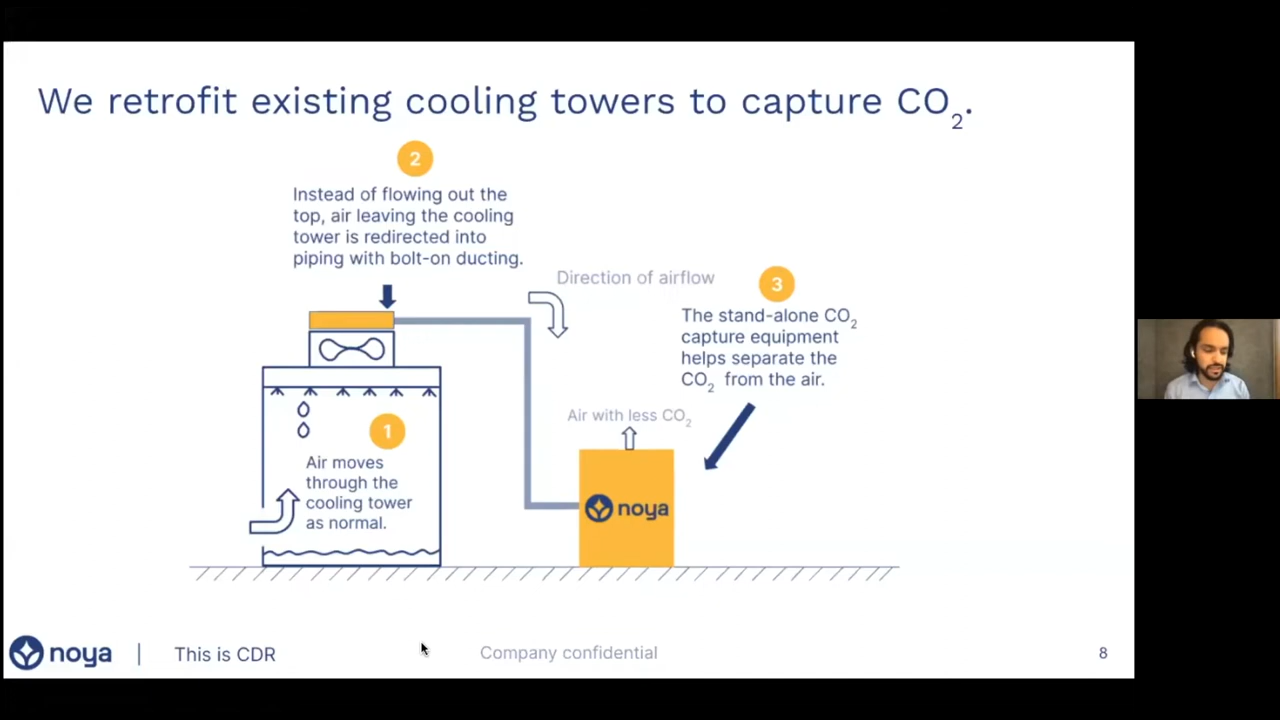 We retrofit existing cooling towers to capture CO2.
2
Instead of flowing out the
top, air leaving the cooling
tower is redirected into
piping with bolt-on ducting.
Direction of airflow
3
The stand-alone CO2
capture equipment
helps separate the
CO2 from the air.
Air with less CO2
1
Air moves
through the
cooling tower
as normal.
noya
noya
This is CDR
Company confidential
8